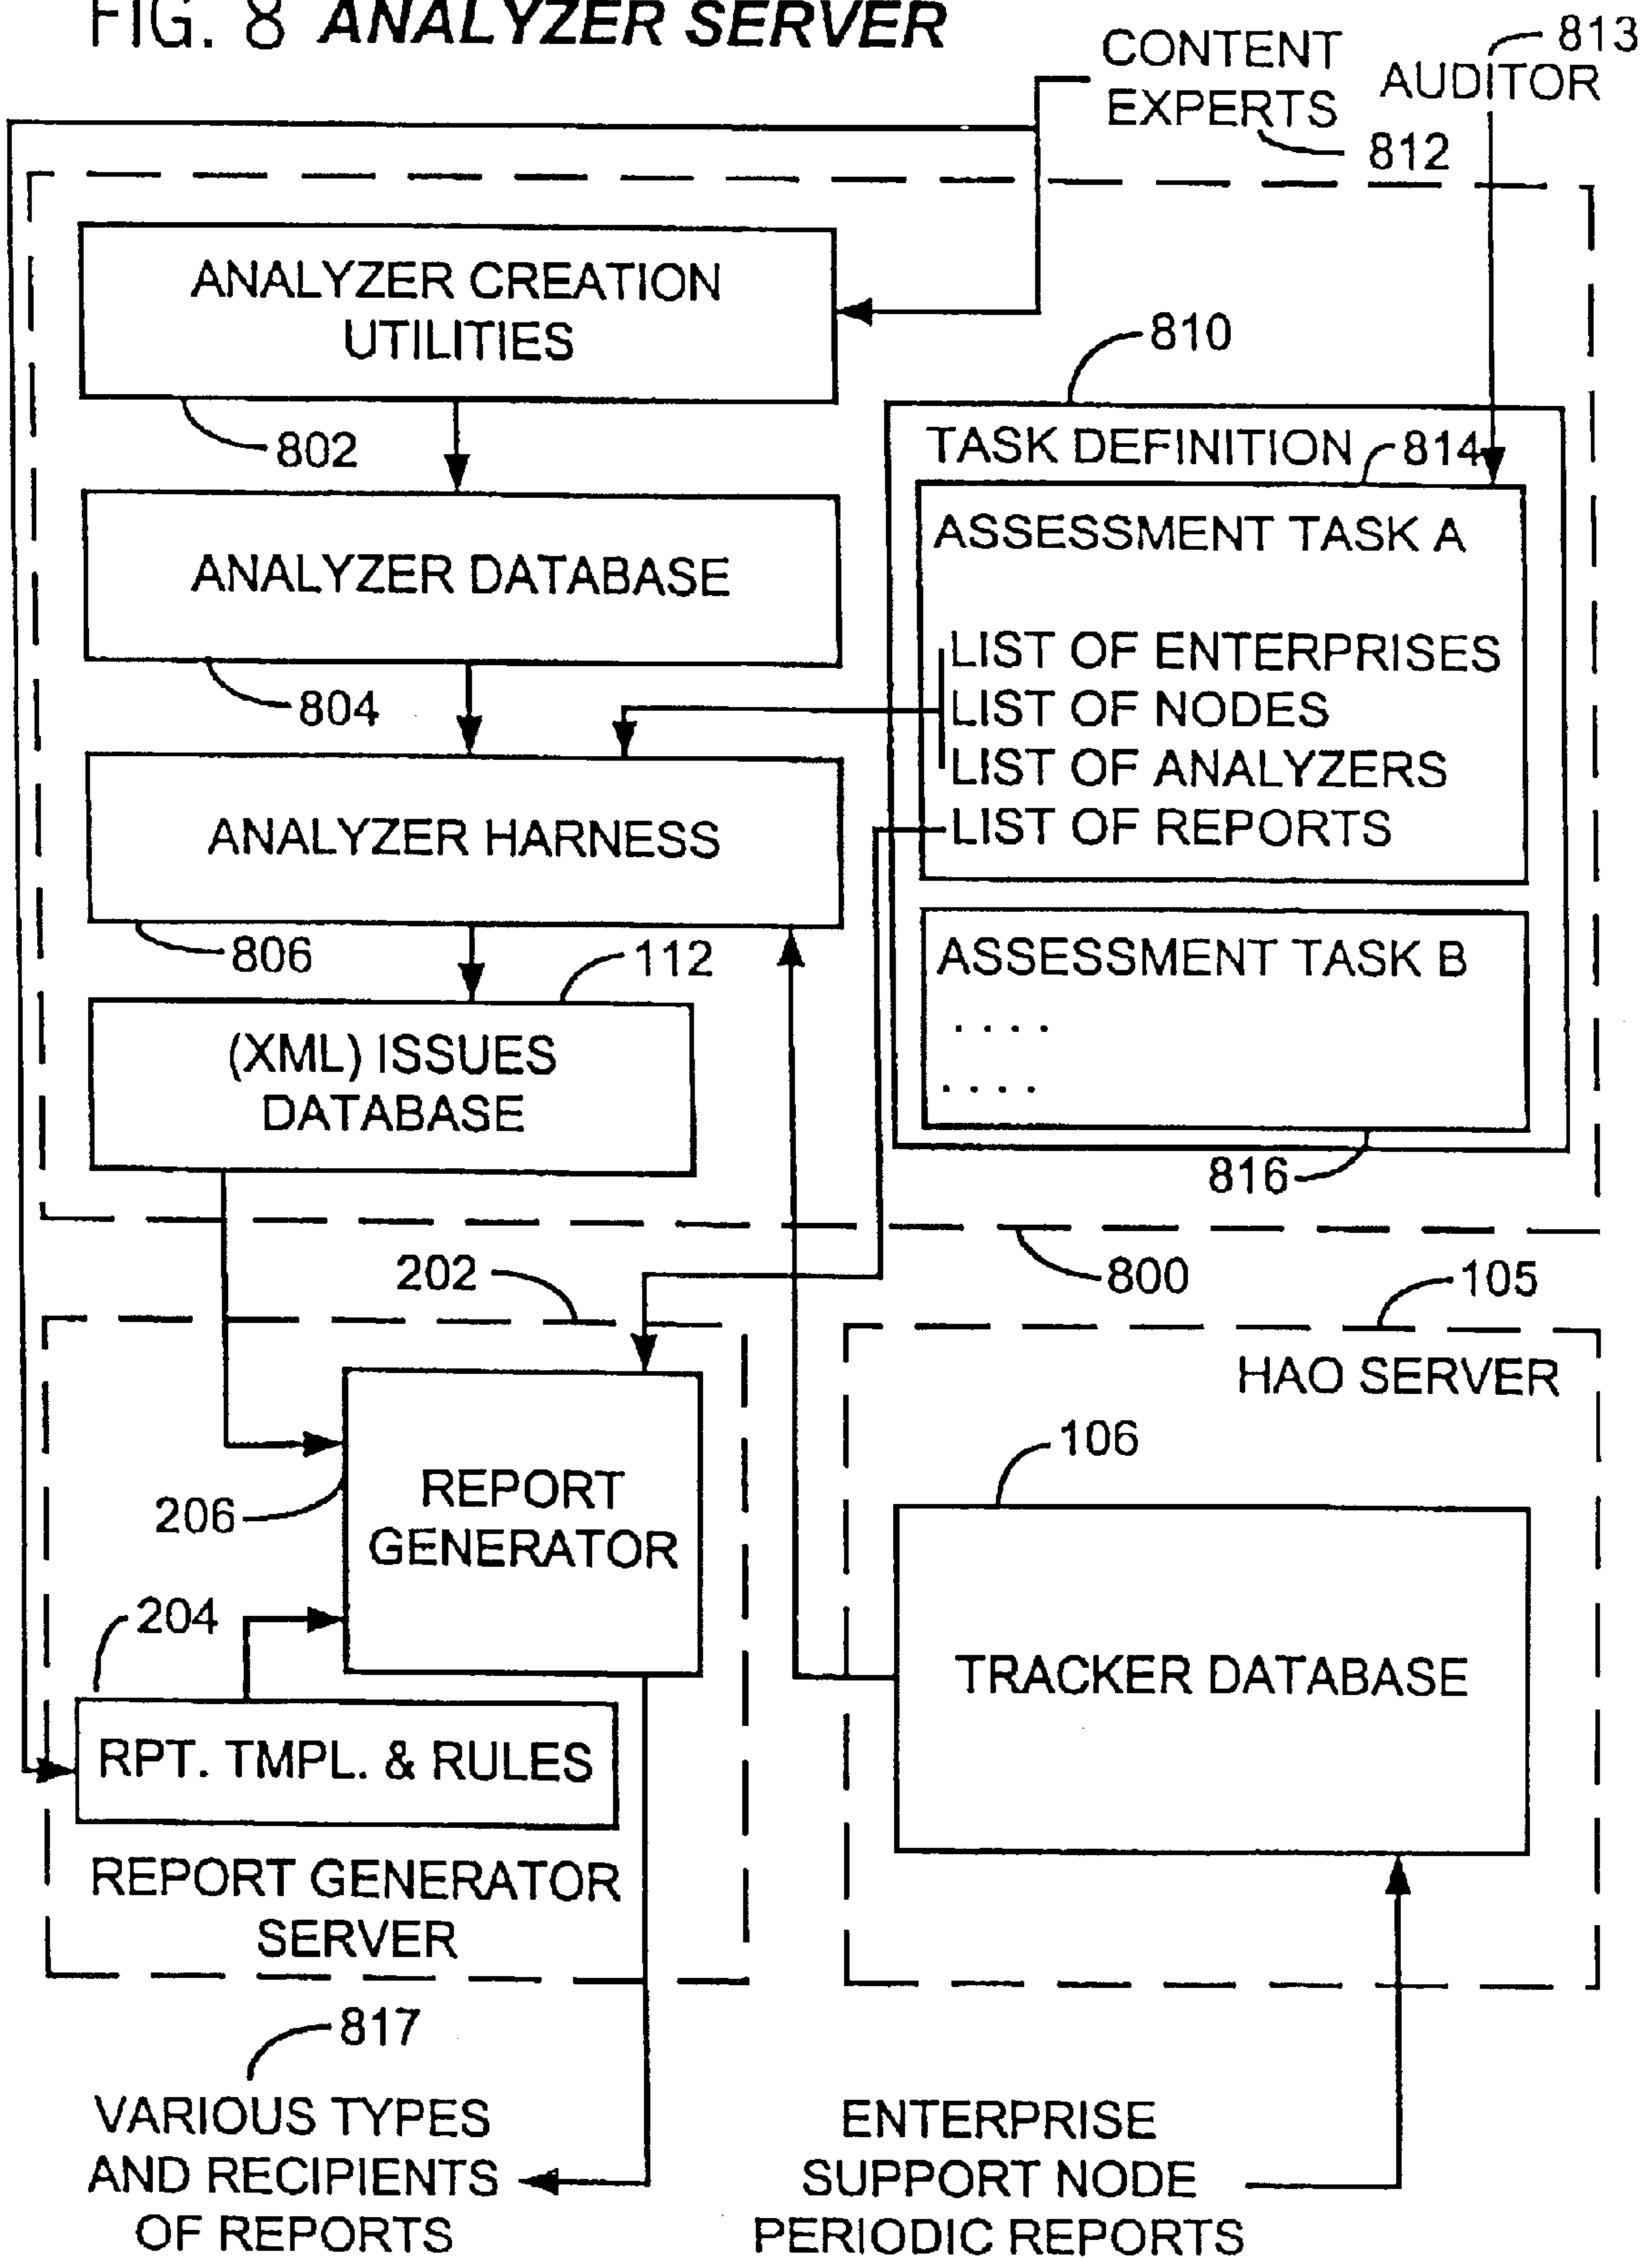 FIG. 8 ANALYZER SERVER
CONTENT
EXPERTS
812
813
AUDITOR
ANALYZER CREATION
UTILITIES
802
810
TASK DEFINITION
814
ASSESSMENT TASK A
LIST OF ENTERPRISES
LIST OF NODES
LIST OF ANALYZERS
LIST OF REPORTS
ANALYZER DATABASE
804
ANALYZER HARNESS
806
112
(XML) ISSUES
DATABASE
ASSESSMENT TASK B
. . . .
. . . .
816
800
202
105
HAO SERVER
106
TRACKER DATABASE
REPORT
GENERATOR
206
204
RPT. TMPL. & RULES
REPORT GENERATOR
SERVER
817
VARIOUS TYPES
AND RECIPIENTS
OF REPORTS
ENTERPRISE
SUPPORT NODE
PERIODIC REPORTS